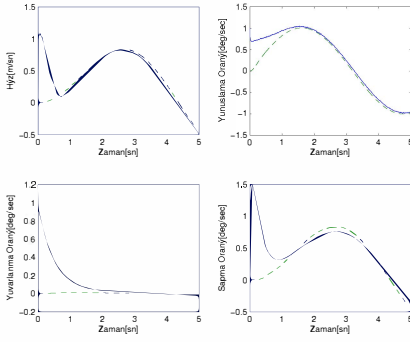 1.5
1
0.5
0
−0.5
0 1 2 3 4 5
Hýz[m/sn]
Zaman[sn]
1.5
1
0.5
0
−0.5
−1
−1.5
0 1 2 3 4 5
Yunuslama Oraný[deg/sec]
Zaman[sn]
1.2
1
0.8
0.6
0.4
0.2
0
−0.2
0 1 2 3 4 5
Yuvarlanma Oraný[deg/sec]
Zaman[sn]
1.5
1
0.5
0
−0.5
0 1 2 3 4 5
Sapma Oraný[deg/sec]
Zaman[sn]